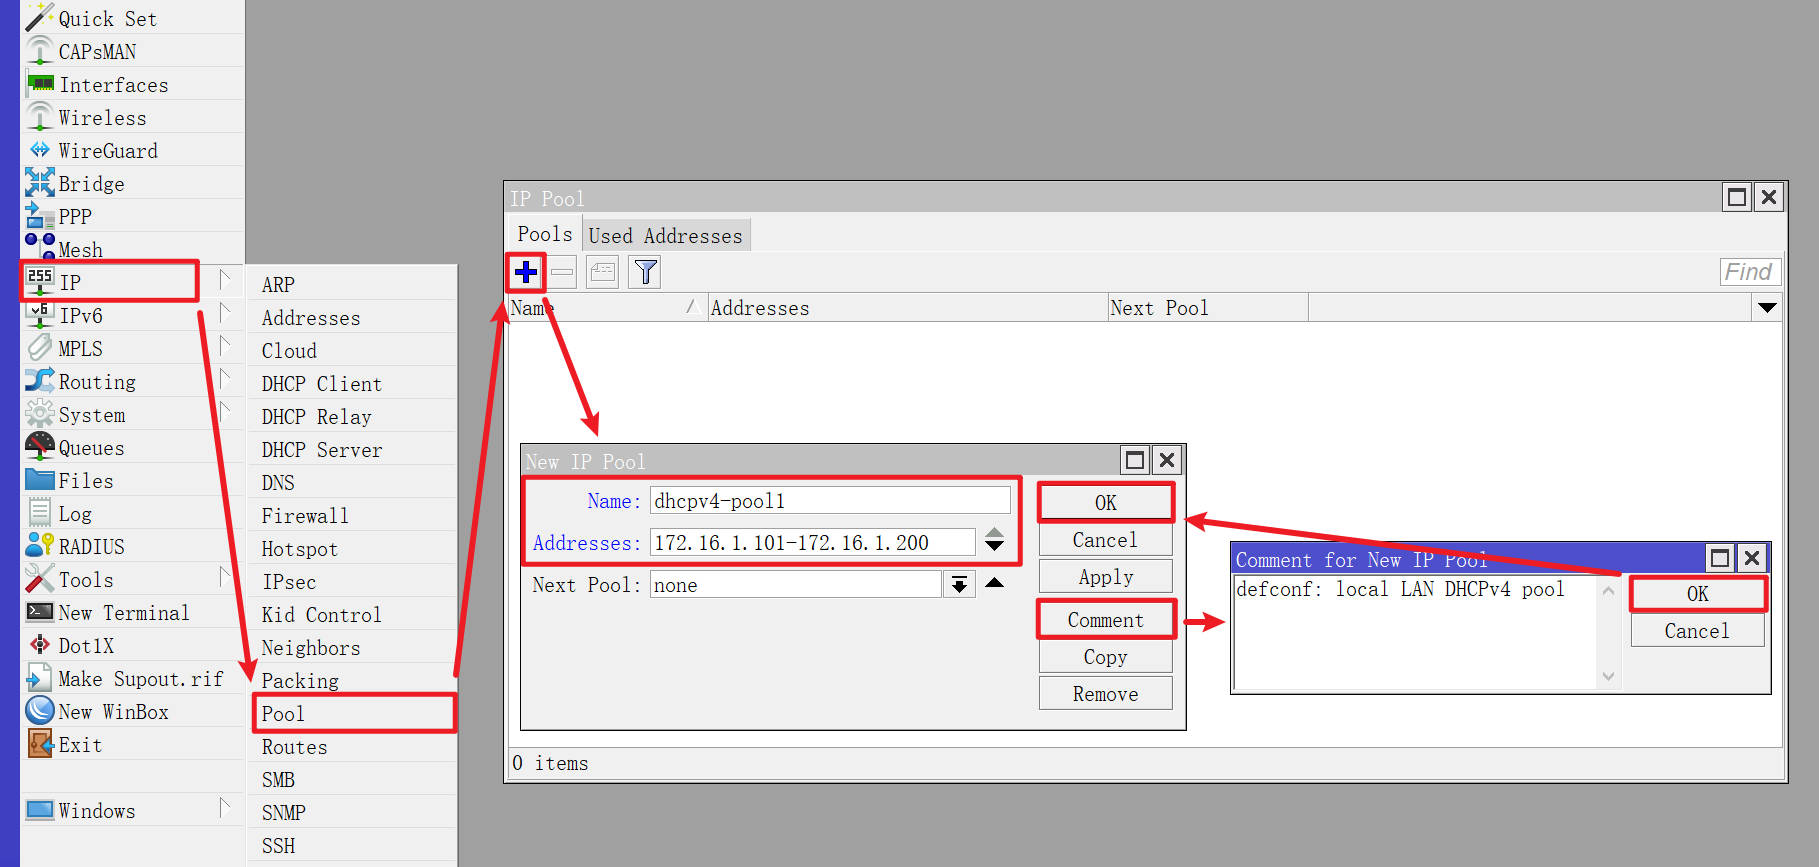 Quick Set
CAPsMAN
Interfaces
Wireless
WireGuard
Bridge
PPP
Mesh
255
IP
v6
IPv6
MPLS
Routing
System
Queues
Files
Log
RADIUS
Tools
New Terminal
Dot1X
Make Supout.rif
New WinBox
Exit
Windows
ARP
Addresses
Cloud
DHCP Client
DHCP Relay
DHCP Server
DNS
Firewall
Hotspot
IPsec
Kid Control
Neighbors
Packing
Pool
Routes
SMB
SNMP
SSH
IP Pool
Pools Used Addresses
Find
Name Addresses Next Pool
New IP Pool
Name: dhcpv4-pool1
Addresses: 172.16.1.101-172.16.1.200
Next Pool: none
OK
Cancel
Apply
Comment
Copy
Remove
Comment for New IP Pool
defconf: local LAN DHCPv4 pool
OK
Cancel
0 items